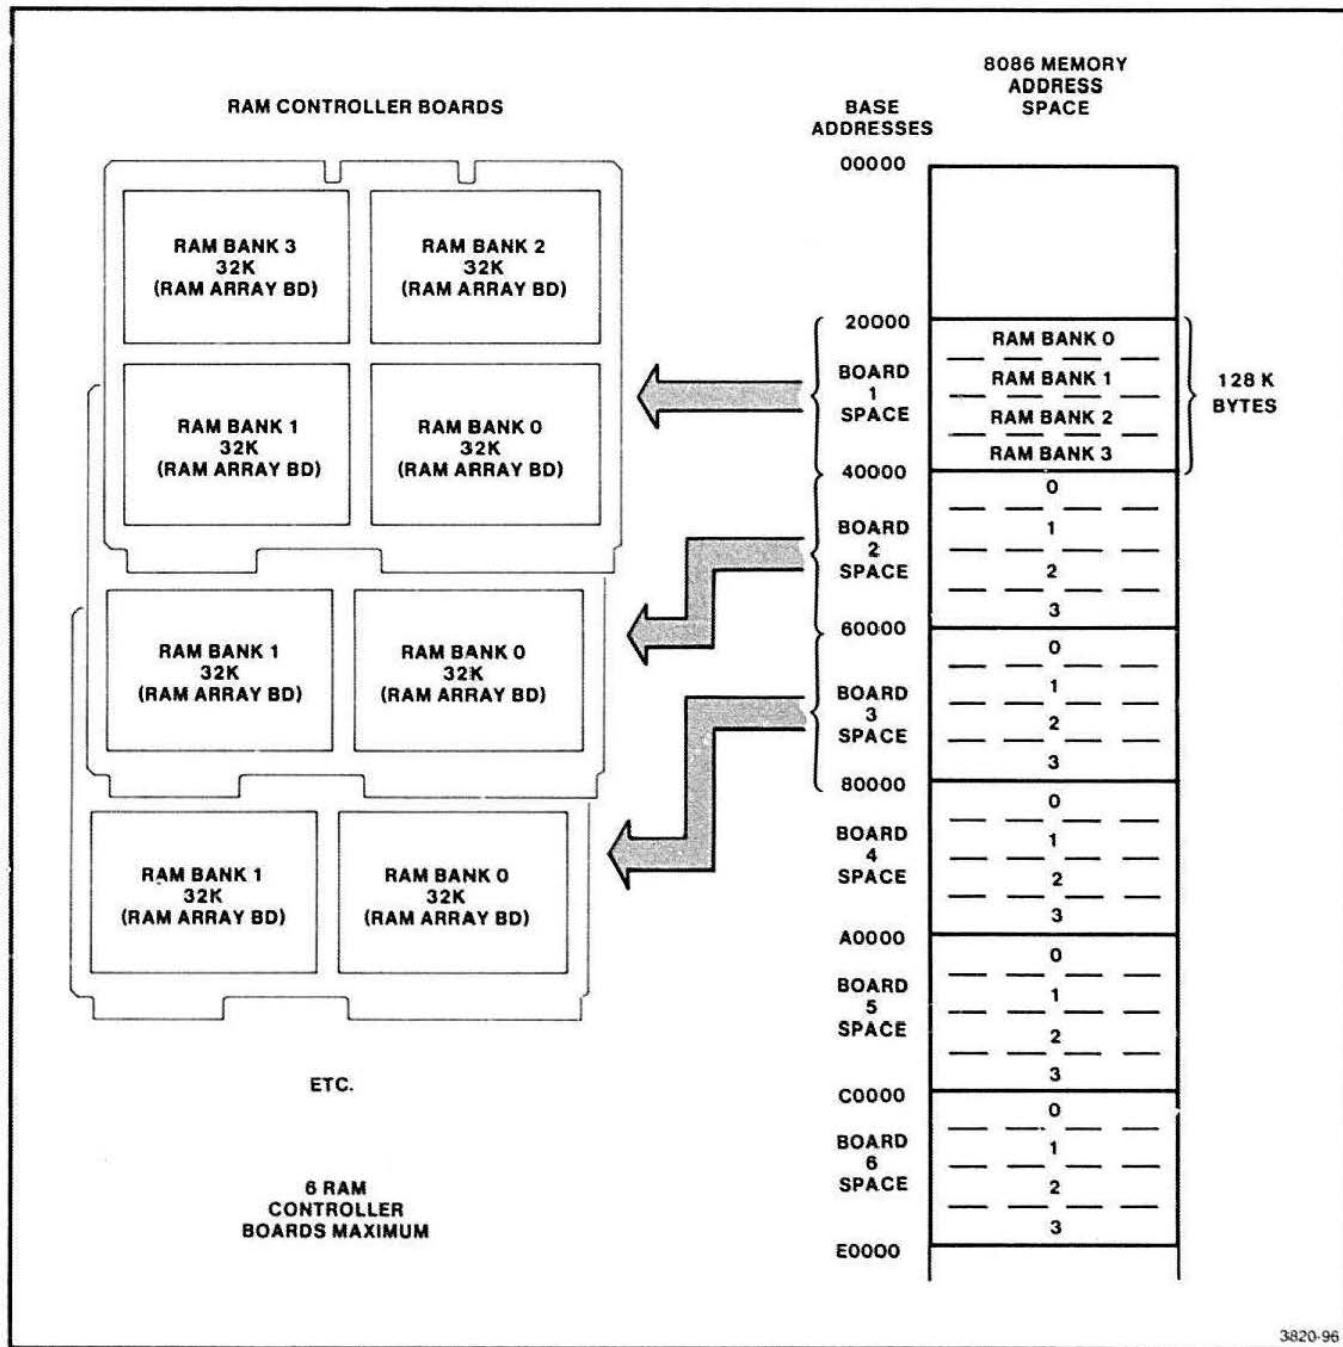 RAM CONTROLLER BOARDS
RAM BANK 3
32K
(RAM ARRAY BD)
RAM BANK 2
32K
(RAM ARRAY BD)
RAM BANK 1
32K
(RAM ARRAY BD)
RAM BANK 0
32K
(RAM ARRAY BD)
RAM BANK 1
32K
(RAM ARRAY BD)
RAM BANK 0
32K
(RAM ARRAY BD)
RAM BANK 1
32K
(RAM ARRAY BD)
RAM BANK 0
32K
(RAM ARRAY BD)
ETC.
6 RAM
CONTROLLER
BOARDS MAXIMUM
BASE
ADDRESSES
00000
20000
BOARD
1
SPACE
40000
BOARD
2
SPACE
60000
BOARD
3
SPACE
80000
BOARD
4
SPACE
A0000
BOARD
5
SPACE
C0000
BOARD
6
SPACE
E0000
8086 MEMORY
ADDRESS
SPACE
RAM BANK 0
RAM BANK 1
RAM BANK 2
RAM BANK 3
0
1
2
3
0
1
2
3
0
1
2
3
0
1
2
3
0
1
2
3
128 K
BYTES
3820-96